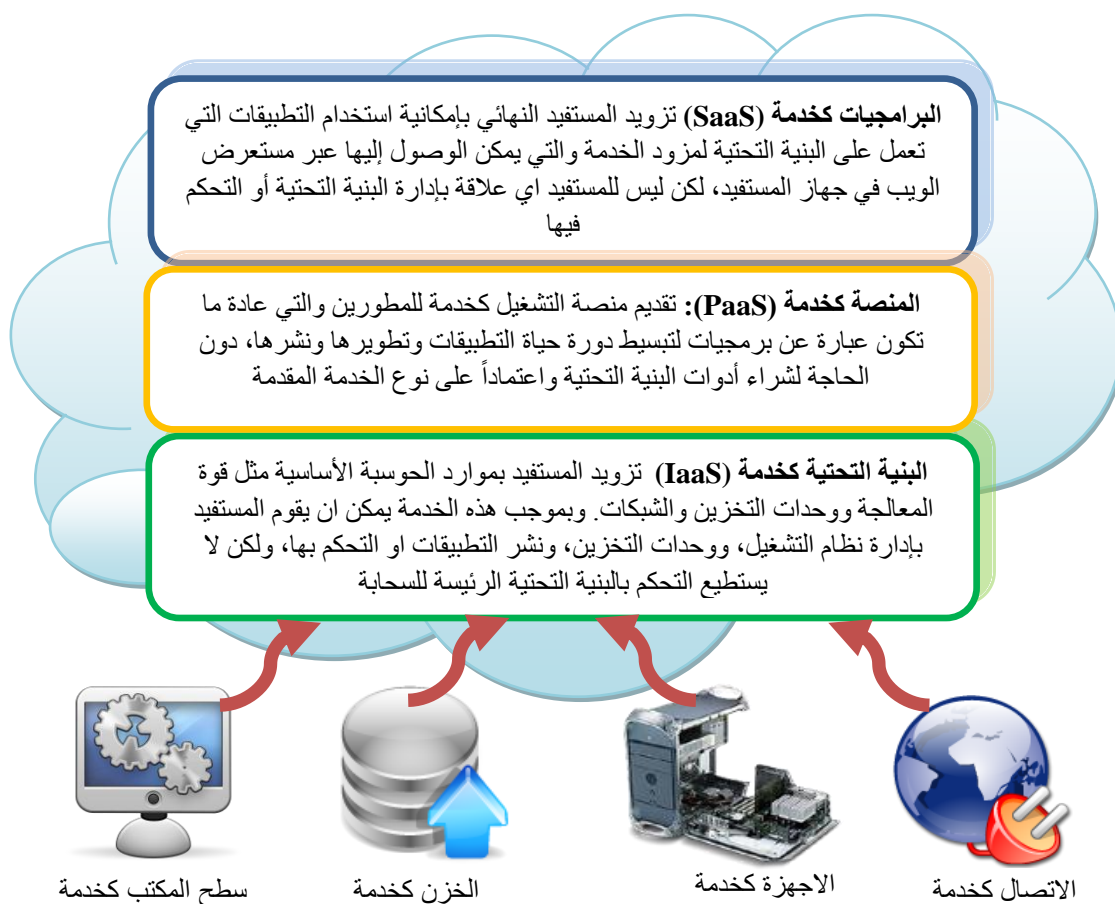 البرامجيات كخدمة (SaaS) تزويد المستفيد النهائي بإمكانية استخدام التطبيقات التي
تعمل على البنية التحتية لمزود الخدمة والتي يمكن الوصول إليها عبر مستعرض
الويب في جهاز المستفيد، لكن ليس للمستفيد اي علاقة بإدارة البنية التحتية أو التحكم
فيها
المنصة كخدمة (PaaS): تقديم منصة التشغيل كخدمة للمطورين والتي عادة ما
تكون عبارة عن برمجيات لتبسيط دورة حياة التطبيقات وتطويرها ونشرها، دون
الحاجة لشراء أدوات البنية التحتية واعتماداً على نوع الخدمة المقدمة
البنية التحتية كخدمة (IaaS) تزويد المستفيد بموارد الحوسبة الأساسية مثل قوة
المعالجة ووحدات التخزين والشبكات. وبموجب هذه الخدمة يمكن ان يقوم المستفيد
بإدارة نظام التشغيل، ووحدات التخزين، ونشر التطبيقات او التحكم بها، ولكن لا
يستطيع التحكم بالبنية التحتية الرئيسة للسحابة
الاتصال كخدمة
الاجهزة كخدمة
الخزن كخدمة
سطح المكتب كخدمة